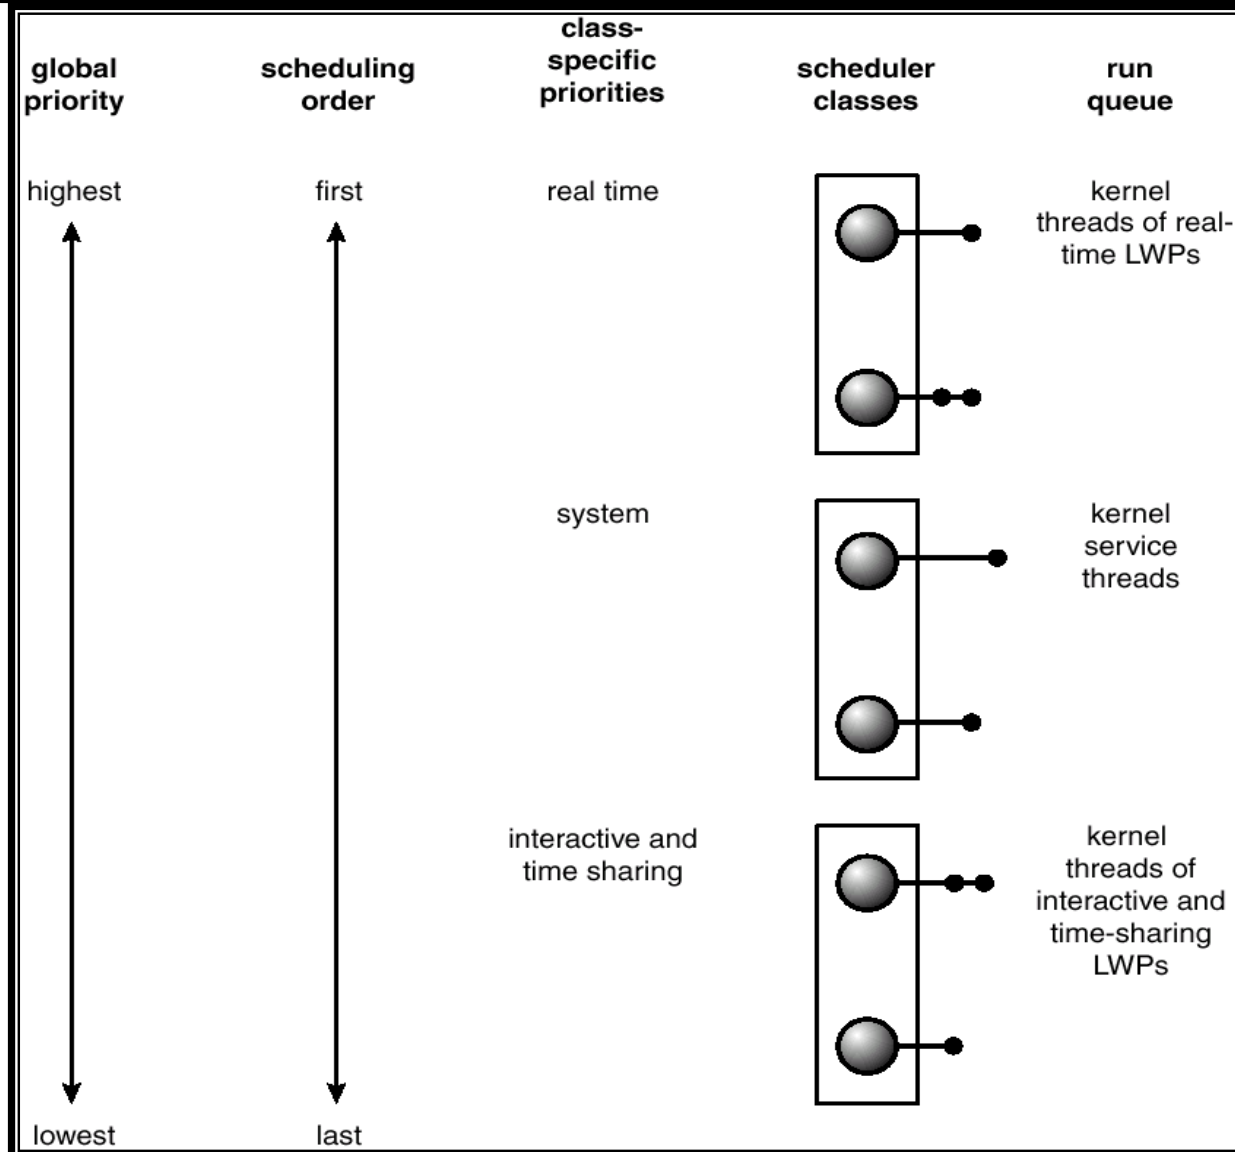 global
priority
scheduling
order
class-
specific
priorities
scheduler
classes
run
queue
highest
first
real time
kernel
threads of real-
time LWPs
system
kernel
service
threads
interactive and
time sharing
kernel
threads of
interactive and
time-sharing
LWPs
lowest
last